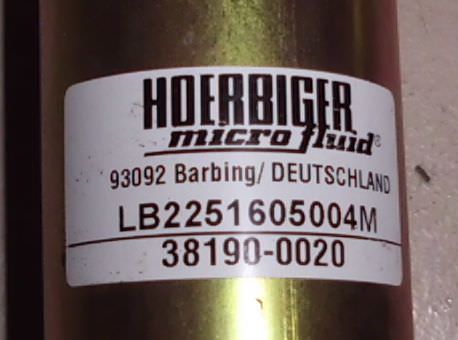 HOERBIGER
micro fluid®
93092 Barbing/ DEUTSCHLAND
LB2251605004M
38190-0020